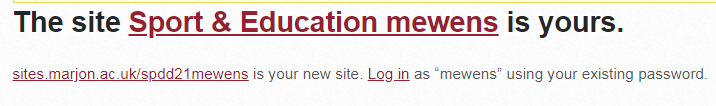 The site Sport & Education mewens is yours.
sites.marjon.ac.uk/spdd21mewens is your new site. Log in as “mewens” using your existing password.